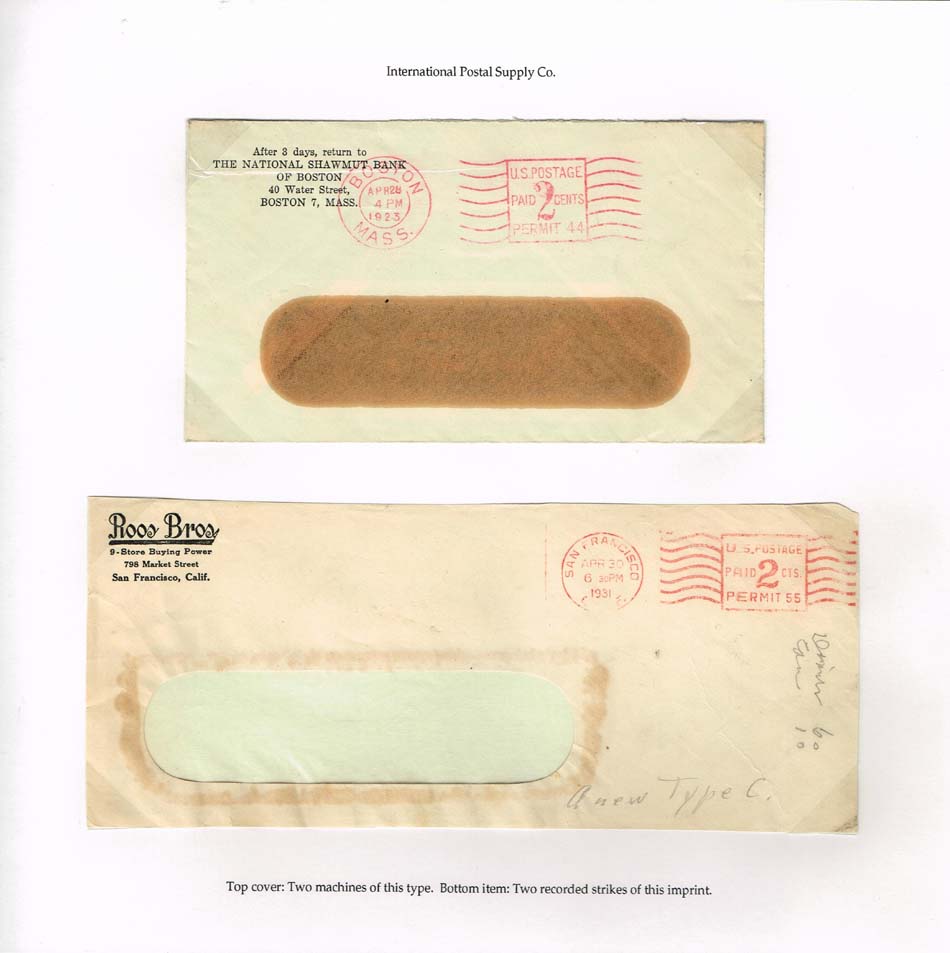 International Postal Supply Co.
After 3 days, return to
THE NATIONAL SHAWMUT BANK
OF BOSTON
40 Water Street,
BOSTON 7, MASS.
BOSTON
APR 28
4 PM
1923
MASS.
U.S. POSTAGE
PAID 2 CENTS
PERMIT 44
Roos Bros
9-Store Buying Power
798 Market Street
San Francisco, Calif.
SAN FRANCISCO
APR 30
6 30PM
1931
U.S. POSTAGE
PAID 2 CTS.
PERMIT 55
60
10
A new Type C.
Top cover: Two machines of this type. Bottom item: Two recorded strikes of this imprint.